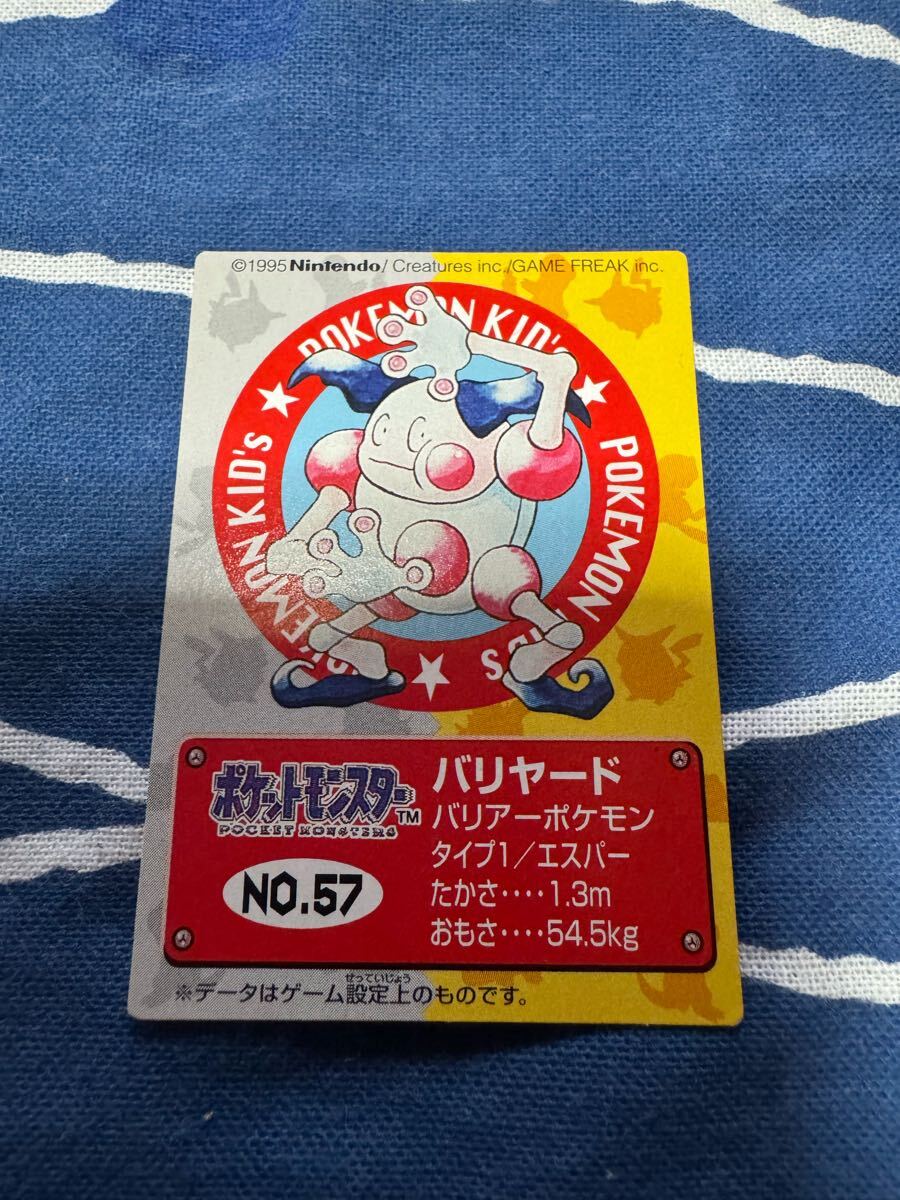 ©1995 Nintendo/Creatures inc./GAME FREAK inc.
POKEMON KID's
POKEMON KID's
ポケットモンスター™
POCKET MONSTERS
NO.57
バリヤード
バリアーポケモン
タイプ1/エスパー
たかさ‥‥1.3m
おもさ‥‥54.5kg
せっていじょう
※データはゲーム設定上のものです。